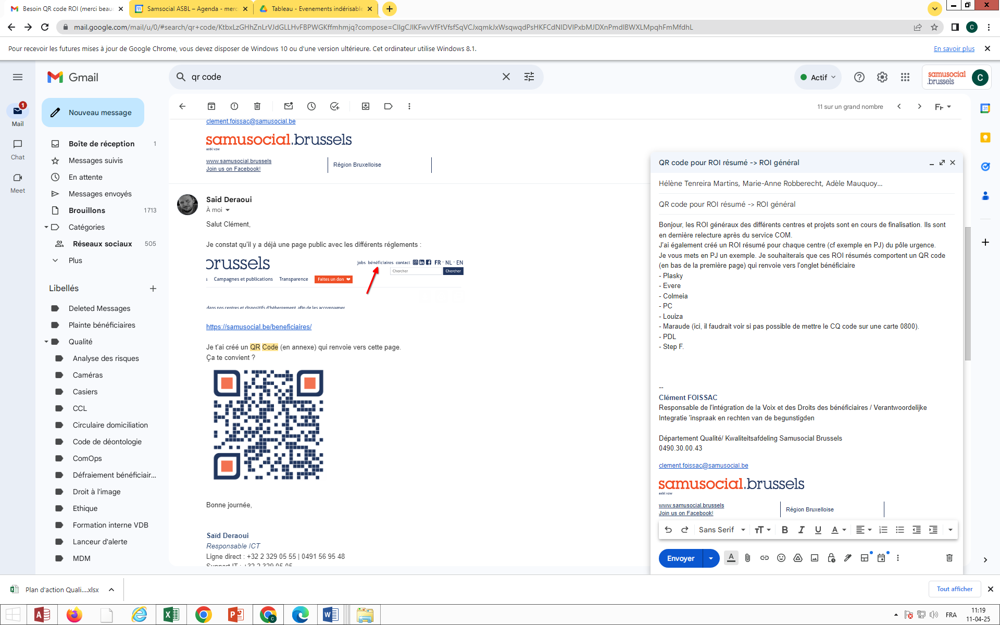 Besoin QR code ROI (merci beau
Samsocial ASBL – Agenda - merc
Tableau - Evenements indérisable
mail.google.com/mail/u/0/#search/qr+code/KtbxLzGHhZnLrVJdGLLHvFBPWGKffmhmjq?compose=CllgCJlKFwvVfFtVfsfSqVCJxqmkJxWsqwqdPsHKFCdNlDVlPxbMJDXnPmdlBWXLMpqhFmMfdhL
C
Pour recevoir les futures mises à jour de Google Chrome, vous devez disposer de Windows 10 ou d'une version ultérieure. Cet ordinateur utilise Windows 8.1.
En savoir plus
Gmail
qr code
Actif
samusocial
.brussels
C
1
Mail
Chat
Meet
Nouveau message
Boîte de réception 1
Messages suivis
En attente
Messages envoyés
Brouillons 1 713
Catégories
Réseaux sociaux 505
Plus
Libellés
Deleted Messages
Plainte bénéficiaires
Qualité
Analyse des risques
Caméras
Casiers
CCL
Circulaire domiciliation
Code de déontologie
ComOps
Défraiement bénéficiair...
Droit à l'image
Ethique
Formation interne VDB
Lanceur d'alerte
MDM
11 sur un grand nombre
Fr
31
clement.foissac@samusocial.be
samusocial.brussels
asbl vzw
www.samusocial.brussels
Join us on Facebook!
Région Bruxelloise
Saïd Deraoui
À moi
Salut Clément,
Je constat qu'il y a déjà une page public avec les différents réglements :
brussels
jobs bénéficiaires contact FR NL EN
Chercher Chercher
s Campagnes et publications Transparence Faites un don
dans nos centres et dispositifs d'hébergement, afin de les accompagner
https://samusocial.be/beneficiaires/
Je t'ai créé un QR Code (en annexe) qui renvoie vers cette page.
Ça te convient ?
Bonne journée,
Saïd Deraoui
Responsable ICT
Ligne direct : +32 2 329 05 55 | 0491 56 95 48
Support IT : +32 2 329 05 05
QR code pour ROI résumé -> ROI général
Hélène Tenreira Martins, Marie-Anne Robberecht, Adèle Mauquoy...
QR code pour ROI résumé -> ROI général
Bonjour, les ROI généraux des différents centres et projets sont en cours de finalisation. Ils sont
en dernière relecture après du service COM.
J'ai également créé un ROI résumé pour chaque centre (cf exemple en PJ) du pôle urgence.
Je vous mets en PJ un exemple. Je souhaiterais que ces ROI résumés comportent un QR code
(en bas de la première page) qui renvoie vers l'onglet bénéficiaire
- Plasky
- Evere
- Colmeia
- PC
- Louiza
- Maraude (ici, il faudrait voir si pas possible de mettre le CQ code sur une carte 0800).
- PDL
- Step F.
--
Clément FOISSAC
Responsable de l'intégration de la Voix et des Droits des bénéficiaires / Verantwoordelijke
Integratie 'inspraak en rechten van de begunstigden
Département Qualité/ Kwaliteitsafdeling Samusocial Brussels
0490.30.00.43
clement.foissac@samusocial.be
samusocial.brussels
asbl vzw
www.samusocial.brussels
Join us on Facebook!
Région Bruxelloise
Sans Serif
Envoyer
Plan d'action Quali....xlsx
Tout afficher
FRA
11:19
11-04-25